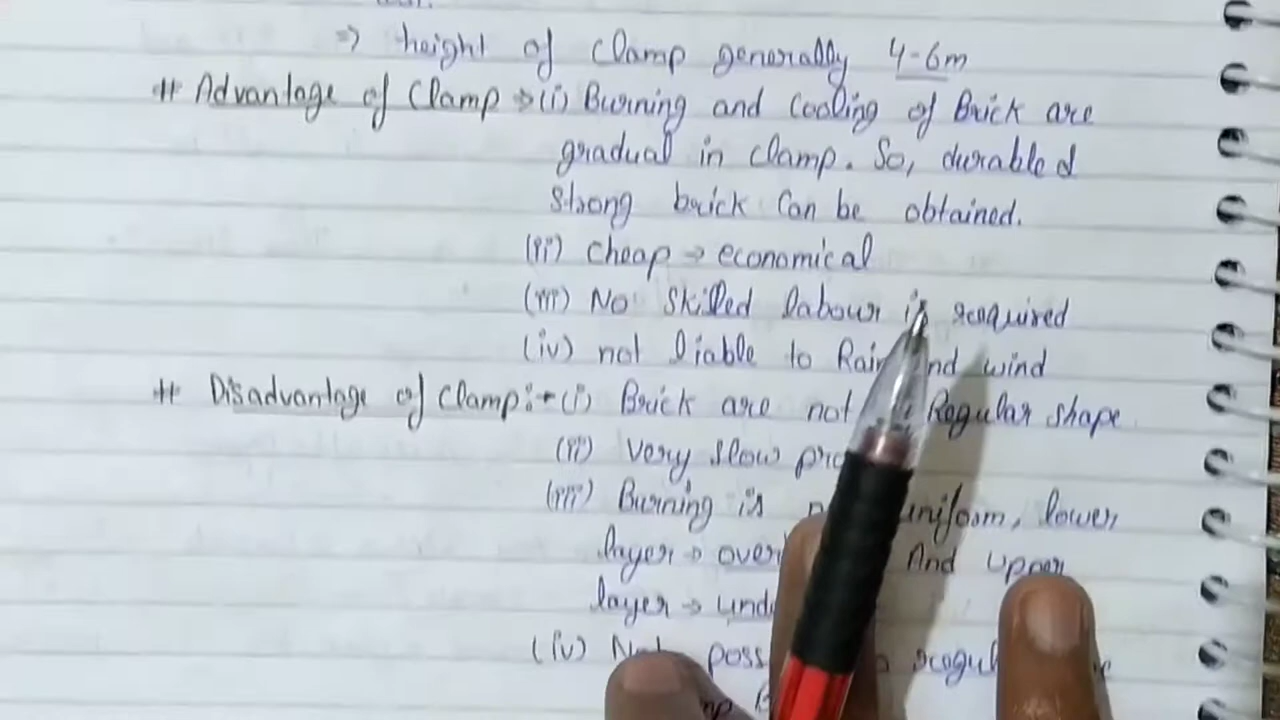 ⇒ height of Clamp generally 4-6m
# Advantage of Clamp ⇒ (i) Burning and Cooling of Brick are
gradual in clamp. So, durable &
strong brick can be obtained.
(ii) cheap → economical
(iii) No skilled labour is required
(iv) not liable to Rain and wind
# Disadvantage of Clamp:- (i) Brick are not Regular shape
(ii) very slow
(iii) Burning is uniform, lower
layer → And upper
layer →
(iv) Not